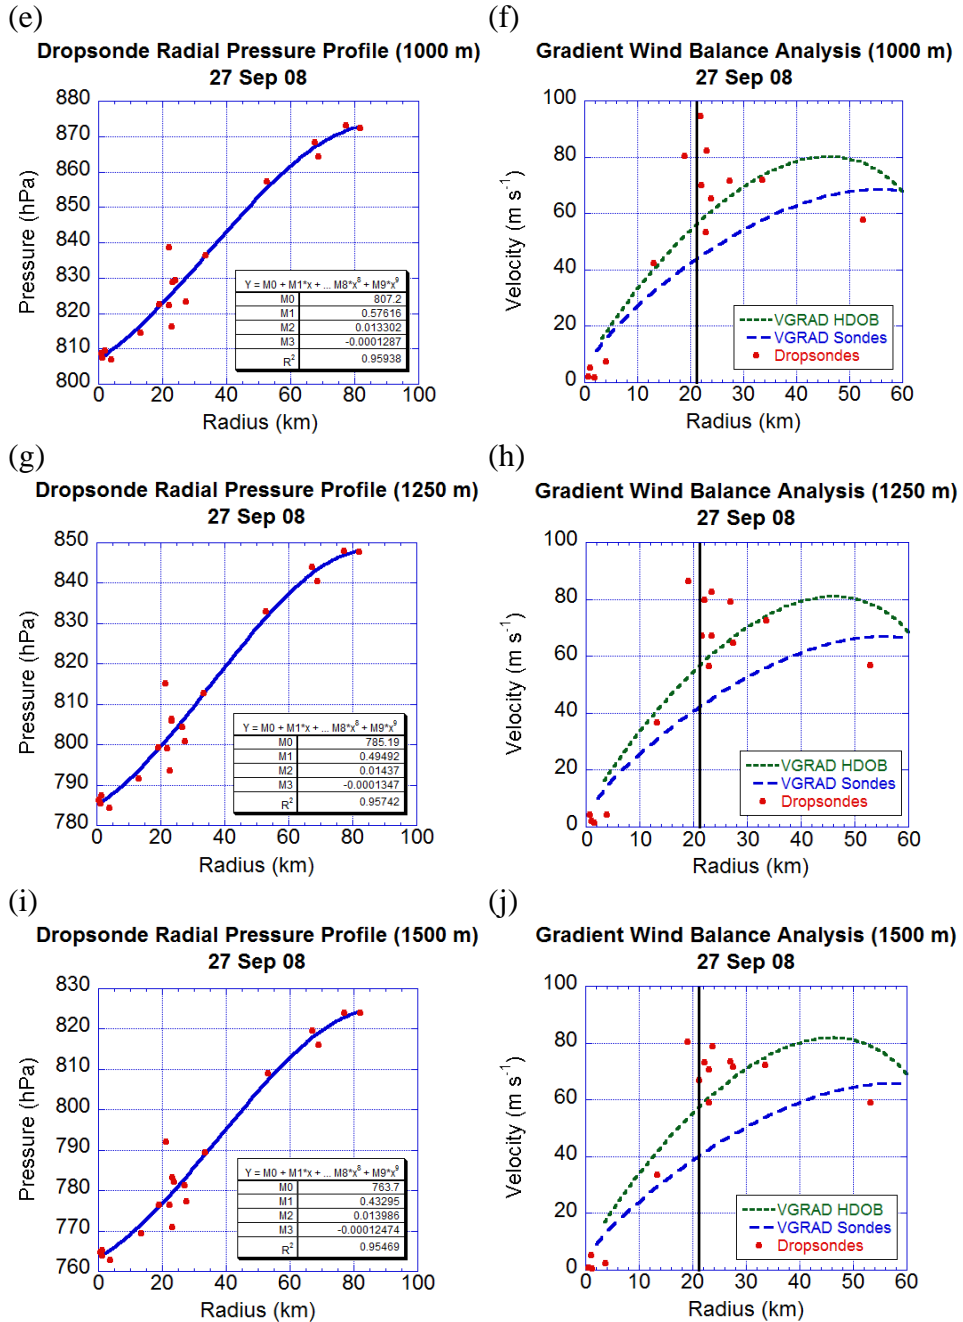 (e)
Dropsonde Radial Pressure Profile (1000 m)
27 Sep 08
880
870
860
850
840
830
820
810
800
Pressure (hPa)
Y = M0 + M1*x + ... M8*x^8 + M9*x^9
M0 807.2
M1 0.57616
M2 0.013302
M3 -0.0001287
R^2 0.95938
0 20 40 60 80 100
Radius (km)
(f)
Gradient Wind Balance Analysis (1000 m)
27 Sep 08
100
80
60
40
20
0
Velocity (m s^-1)
VGRAD HDOB
VGRAD Sondes
Dropsondes
0 10 20 30 40 50 60
Radius (km)
(g)
Dropsonde Radial Pressure Profile (1250 m)
27 Sep 08
850
840
830
820
810
800
790
780
Pressure (hPa)
Y = M0 + M1*x + ... M8*x^8 + M9*x^9
M0 785.19
M1 0.49492
M2 0.01437
M3 -0.0001347
R^2 0.95742
0 20 40 60 80 100
Radius (km)
(h)
Gradient Wind Balance Analysis (1250 m)
27 Sep 08
100
80
60
40
20
0
Velocity (m s^-1)
VGRAD HDOB
VGRAD Sondes
Dropsondes
0 10 20 30 40 50 60
Radius (km)
(i)
Dropsonde Radial Pressure Profile (1500 m)
27 Sep 08
830
820
810
800
790
780
770
760
Pressure (hPa)
Y = M0 + M1*x + ... M8*x^8 + M9*x^9
M0 763.7
M1 0.43295
M2 0.013986
M3 -0.00012474
R^2 0.95469
0 20 40 60 80 100
Radius (km)
(j)
Gradient Wind Balance Analysis (1500 m)
27 Sep 08
100
80
60
40
20
0
Velocity (m s^-1)
VGRAD HDOB
VGRAD Sondes
Dropsondes
0 10 20 30 40 50 60
Radius (km)